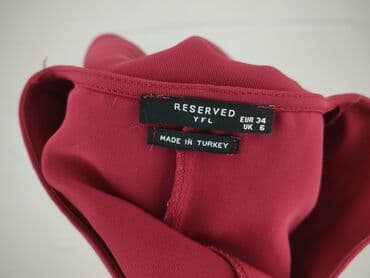 RESERVED
YFL
EUR 34
UK 6
MADE IN TURKEY